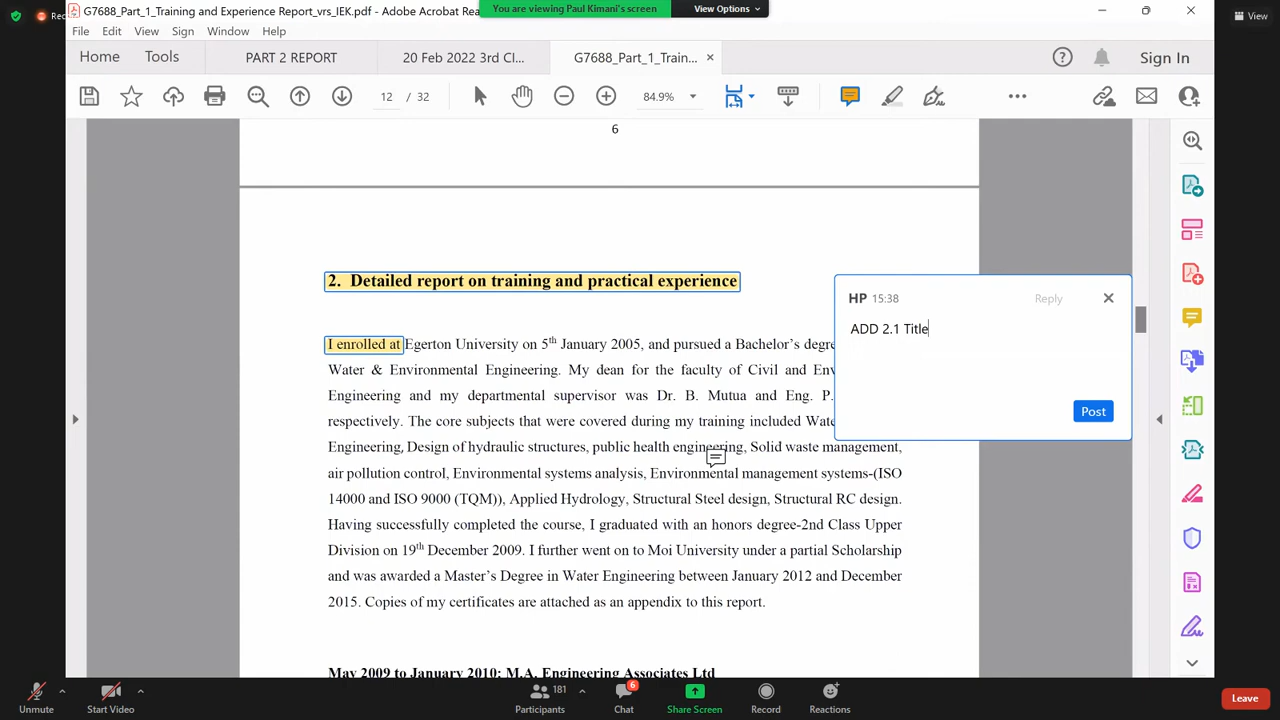 G7688_Part_1_Training and Experience Report_vrs_IEK.pdf - Adobe Acrobat Rea
You are viewing Paul Kimani's screen
View Options
Rec
View
File Edit View Sign Window Help
Home Tools PART 2 REPORT 20 Feb 2022 3rd Cl... G7688_Part_1_Train... Sign In
12 / 32 84.9%
6
2. Detailed report on training and practical experience
HP 15:38 Reply
ADD 2.1 Title
Post
I enrolled at Egerton University on 5th January 2005, and pursued a Bachelor's degre
Water & Environmental Engineering. My dean for the faculty of Civil and Env
Engineering and my departmental supervisor was Dr. B. Mutua and Eng. P.
respectively. The core subjects that were covered during my training included Wate
Engineering, Design of hydraulic structures, public health engineering, Solid waste management,
air pollution control, Environmental systems analysis, Environmental management systems-(ISO
14000 and ISO 9000 (TQM)), Applied Hydrology, Structural Steel design, Structural RC design.
Having successfully completed the course, I graduated with an honors degree-2nd Class Upper
Division on 19th December 2009. I further went on to Moi University under a partial Scholarship
and was awarded a Master's Degree in Water Engineering between January 2012 and December
2015. Copies of my certificates are attached as an appendix to this report.
May 2009 to January 2010: M.A. Engineering Associates Ltd
Unmute Start Video Participants 181 Chat 6 Share Screen Record Reactions Leave